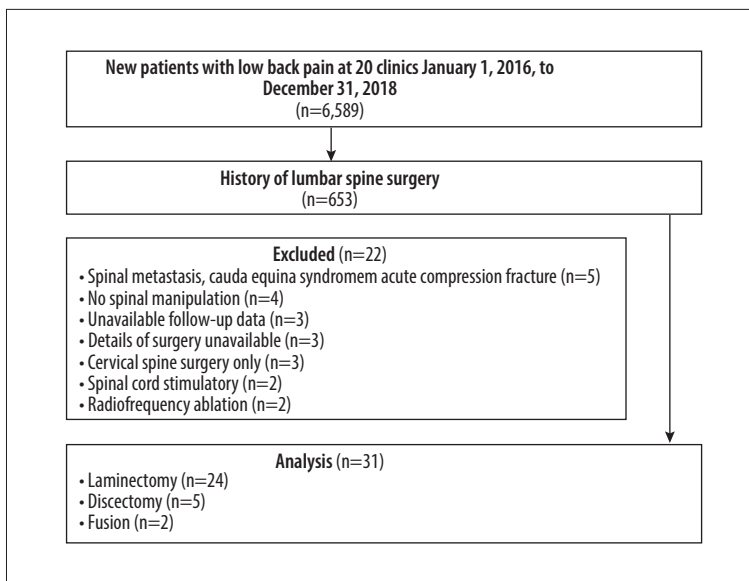 New patients with low back pain at 20 clinics January 1, 2016, to
December 31, 2018
(n=6,589)
History of lumbar spine surgery
(n=653)
Excluded (n=22)
• Spinal metastasis, cauda equina syndromem acute compression fracture (n=5)
• No spinal manipulation (n=4)
• Unavailable follow-up data (n=3)
• Details of surgery unavailable (n=3)
• Cervical spine surgery only (n=3)
• Spinal cord stimulatory (n=2)
• Radiofrequency ablation (n=2)
Analysis (n=31)
• Laminectomy (n=24)
• Discectomy (n=5)
• Fusion (n=2)